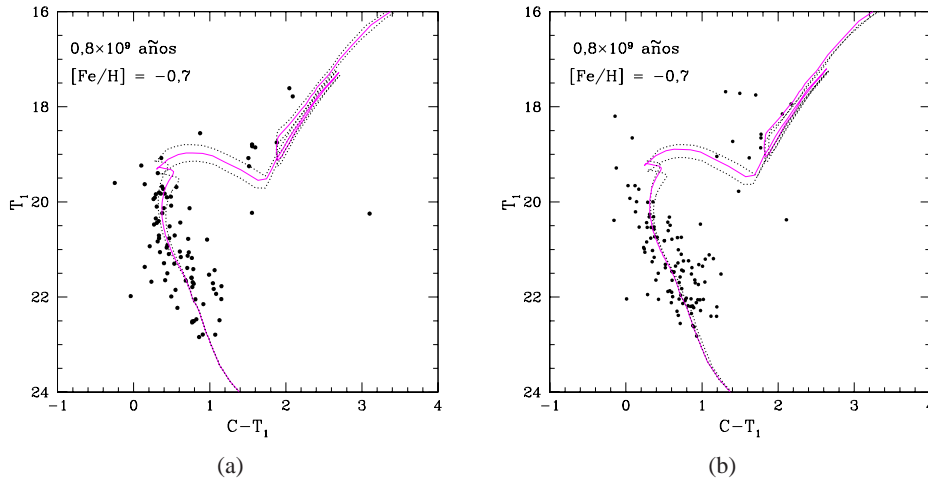 16
18
20
22
24
T₁
0,8×10⁹ años
[Fe/H] = −0,7
−1
0
1
2
3
4
C−T₁
(a)
16
18
20
22
24
T₁
0,8×10⁹ años
[Fe/H] = −0,7
−1
0
1
2
3
4
C−T₁
(b)